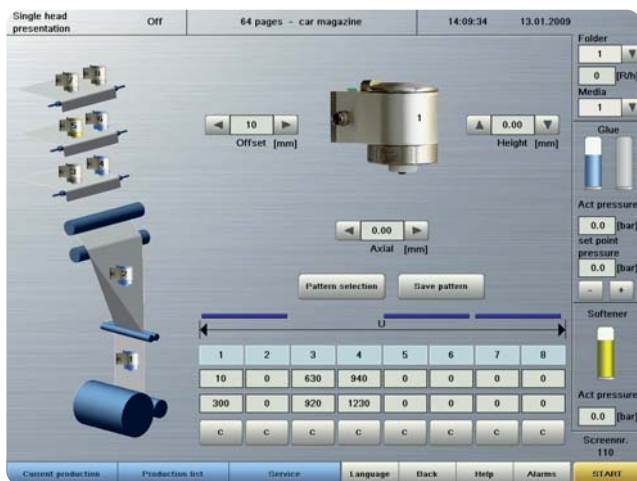 Single head presentation
Off
64 pages - car magazine
14:09:34
13.01.2009
Folder
1
0 [R/h]
Media
1
10
Offset [mm]
1
0.00
Height [mm]
0.00
Axial [mm]
Glue
Act pressure
0.0 [bar]
set point
pressure
0.0 [bar]
- +
Pattern selection
Save pattern
U
1 2 3 4 5 6 7 8
10 0 630 940 0 0 0 0
300 0 920 1230 0 0 0 0
C C C C C C C C
Softener
Act pressure
0.0 [bar]
Screennr.
110
Current production
Production list
Service
Language
Back
Help
Alarms
START